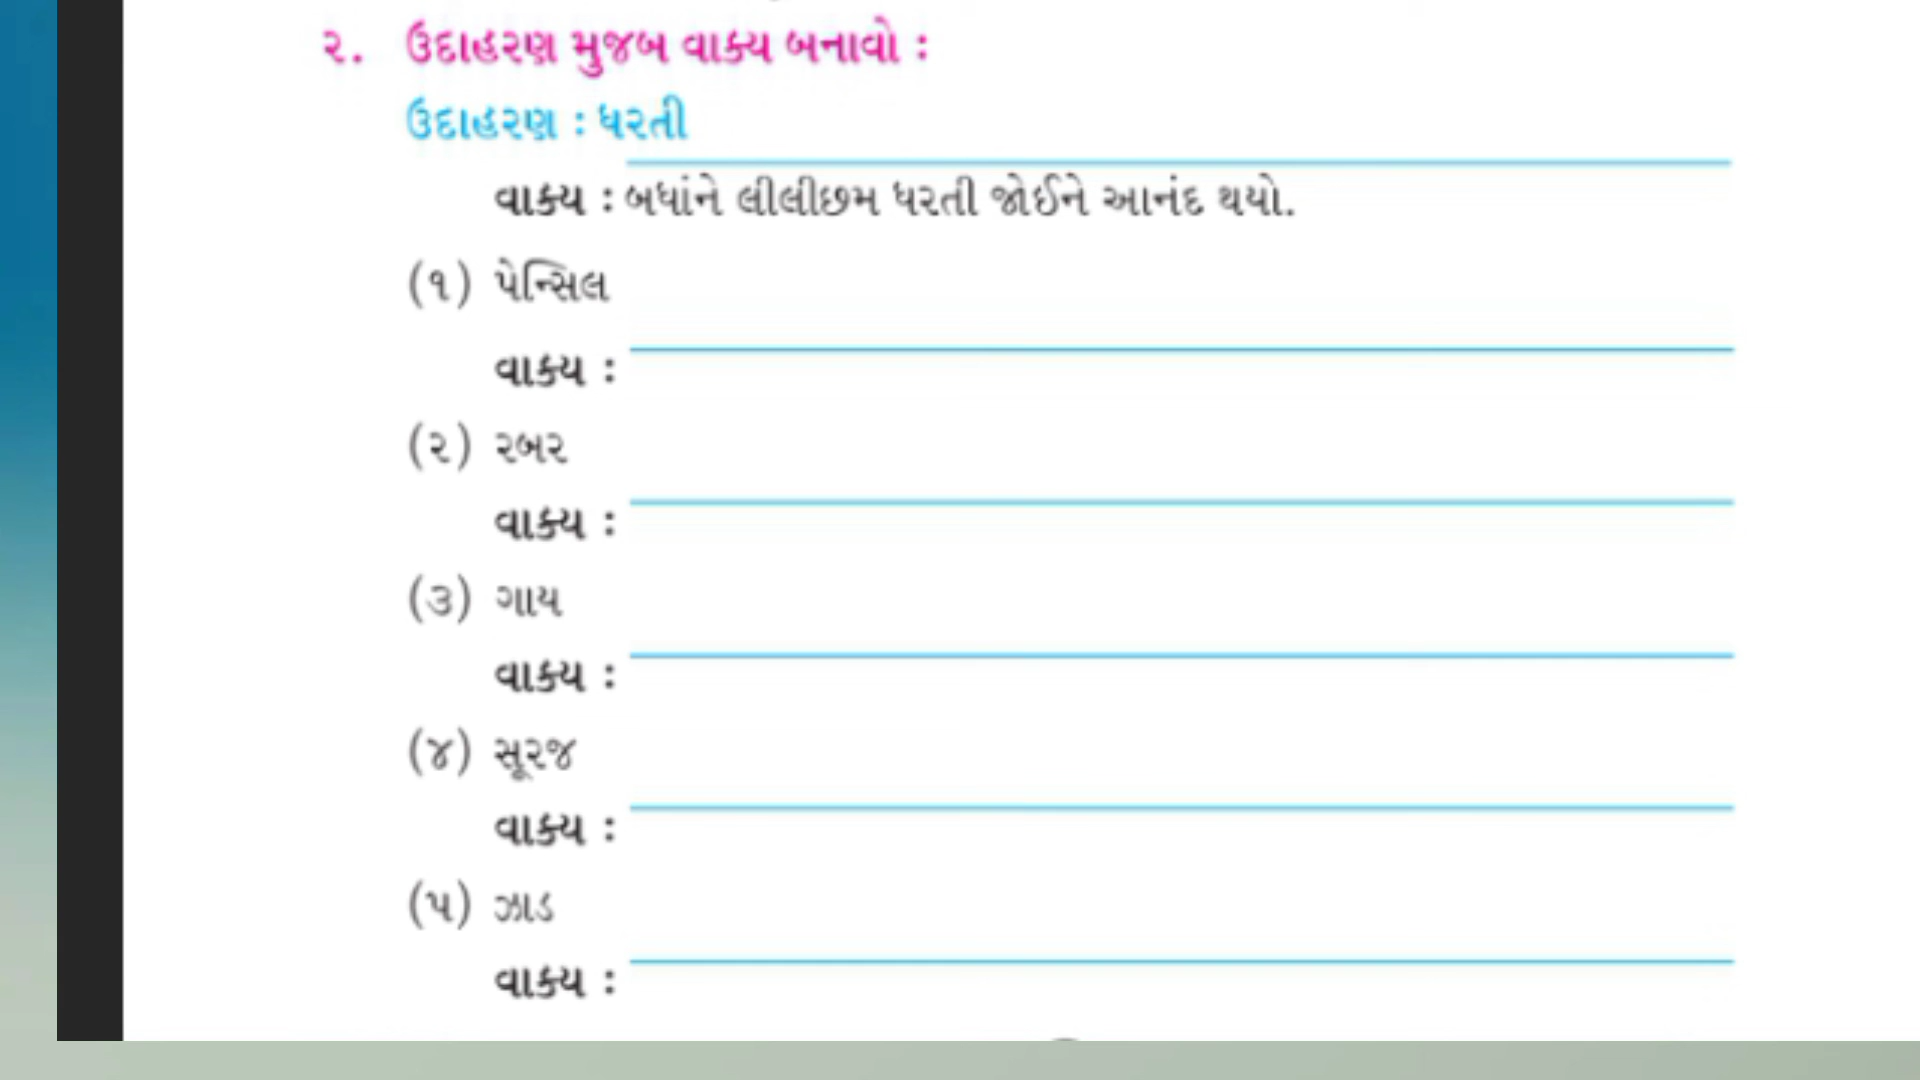 ૨. ઉદાહરણ મુજબ વાક્ય બનાવો :
ઉદાહરણ : ધરતી
વાક્ય : બધાંને લીલીછમ ધરતી જોઈને આનંદ થયો.
(૧) પેન્સિલ
વાક્ય :
(૨) રબર
વાક્ય :
(૩) ગાય
વાક્ય :
(૪) સૂરજ
વાક્ય :
(૫) ઝાડ
વાક્ય :